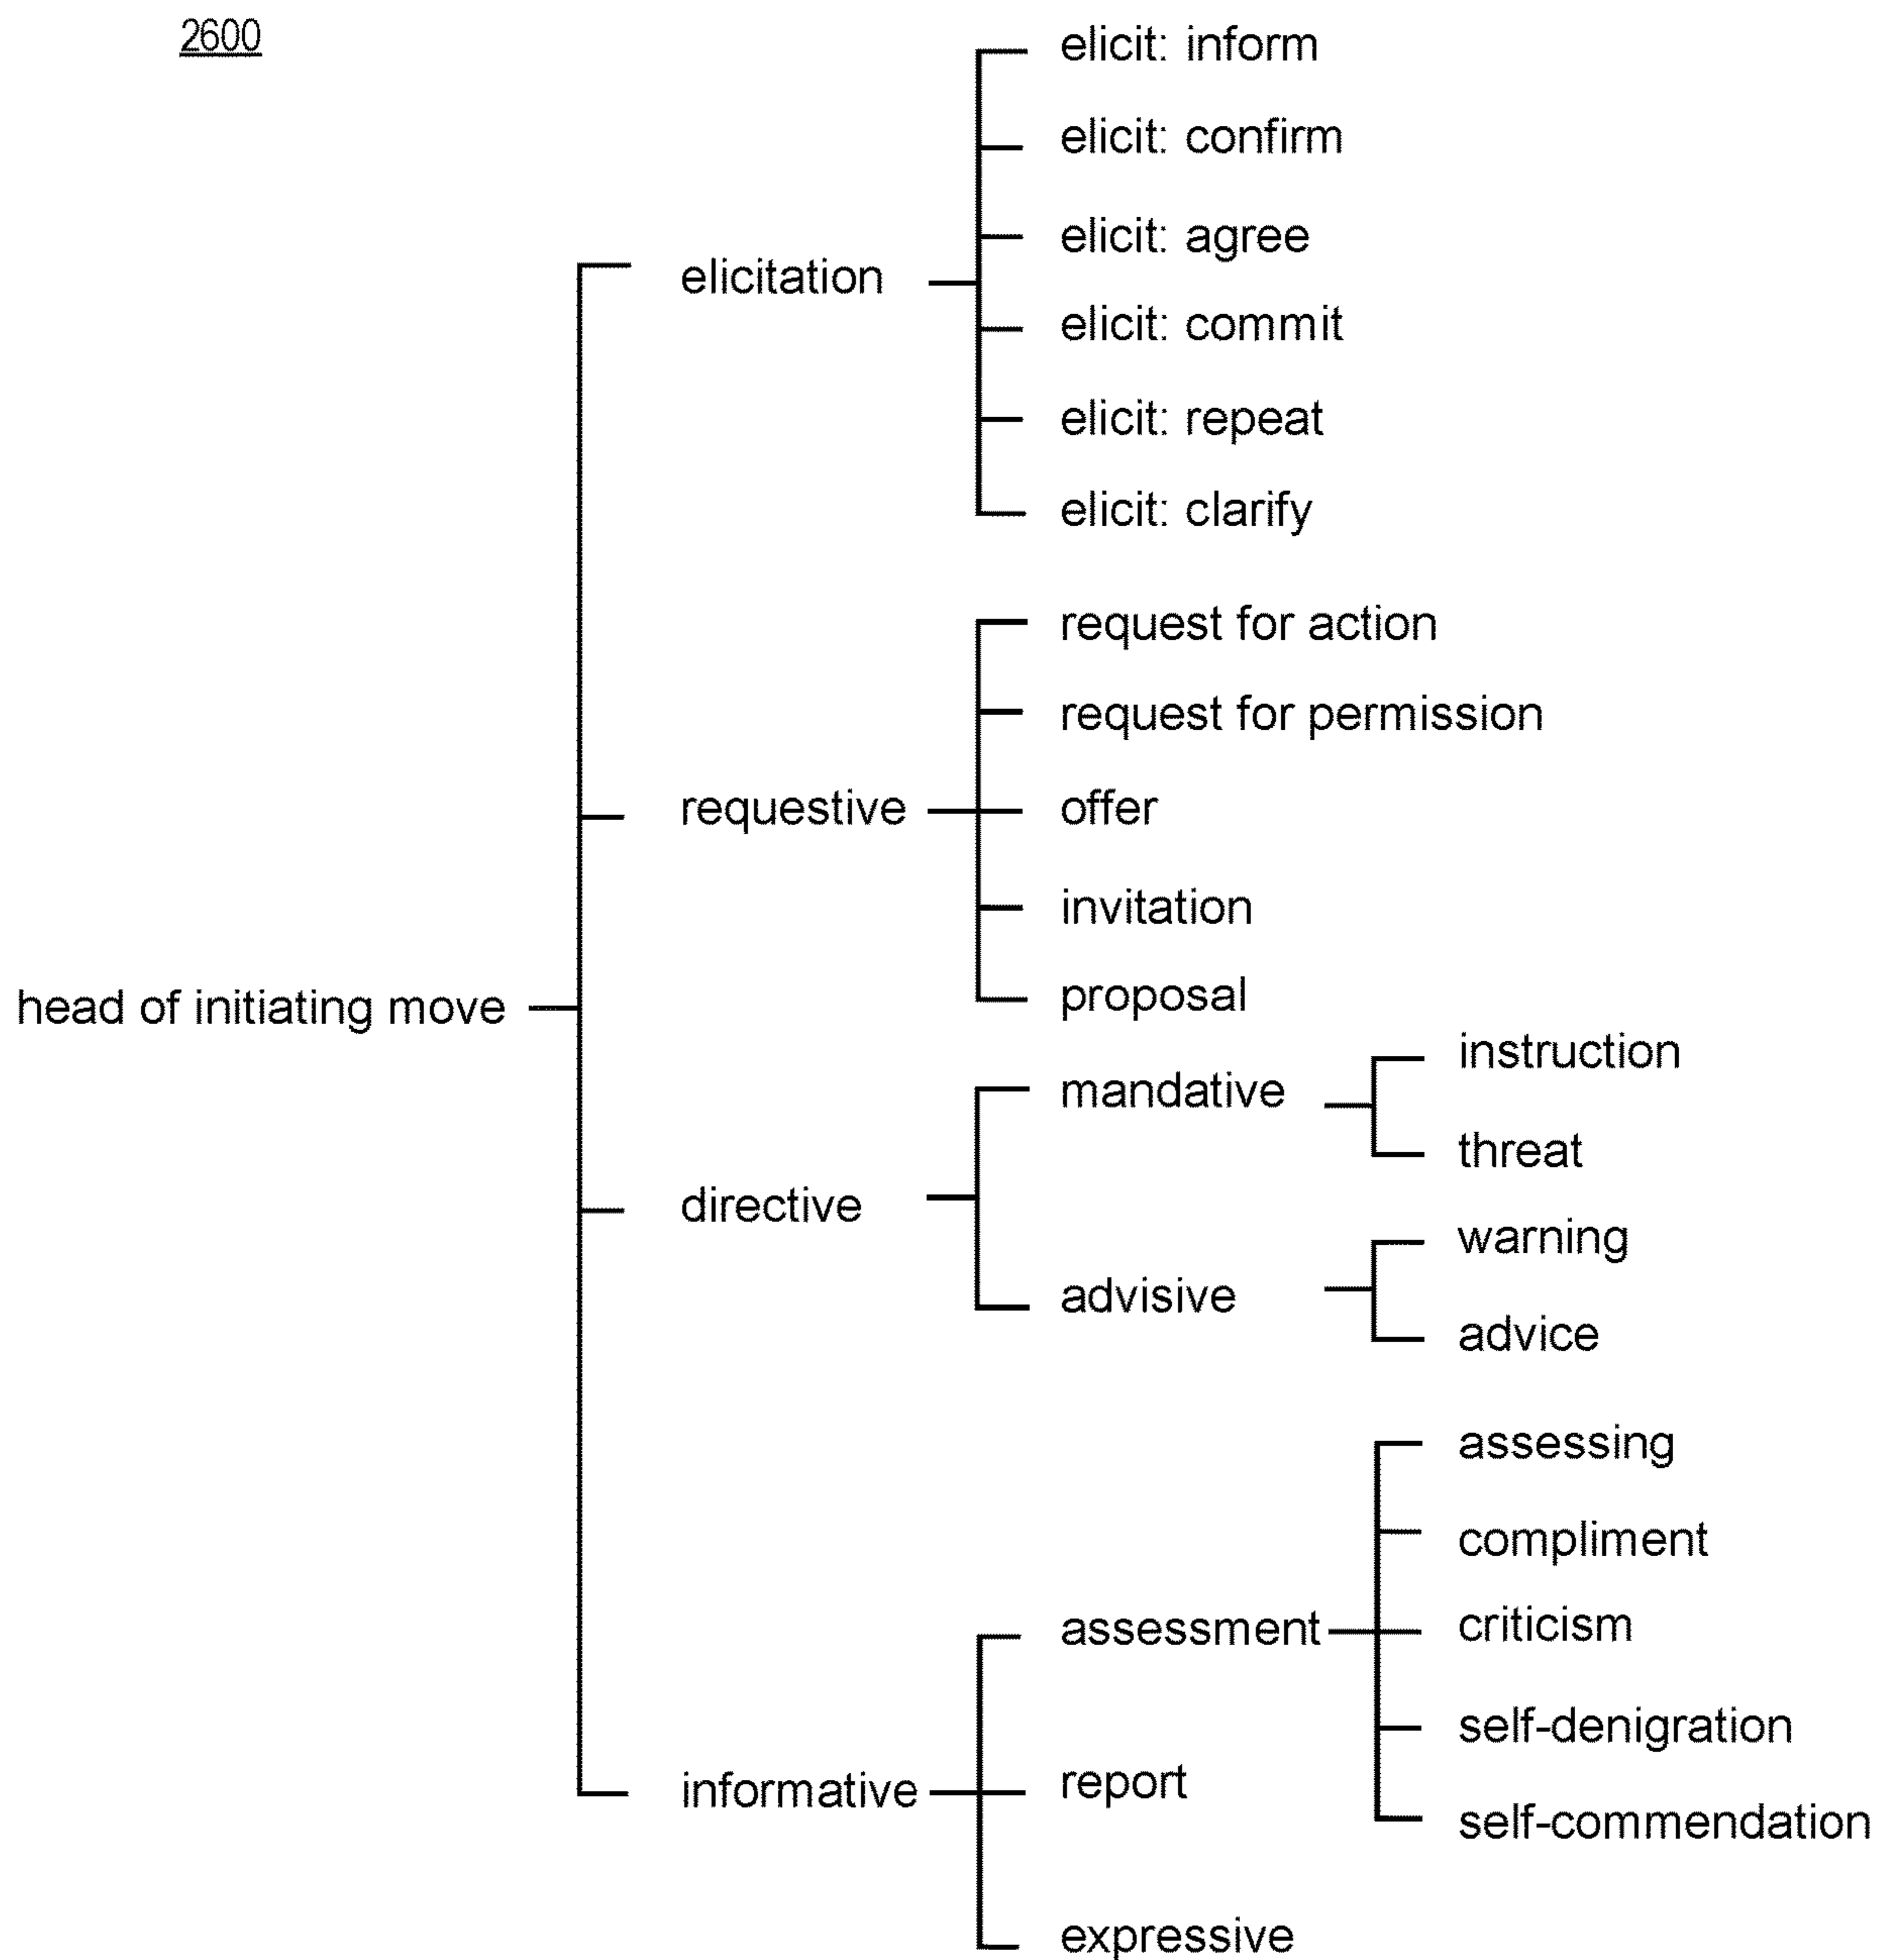 2600
elicit: inform
elicit: confirm
elicit: agree
elicitation
elicit: commit
elicit: repeat
elicit: clarify
request for action
request for permission
requestive
offer
invitation
proposal
head of initiating move
mandative
instruction
threat
directive
advisive
warning
advice
assessing
compliment
assessment
criticism
self-denigration
informative
report
self-commendation
expressive